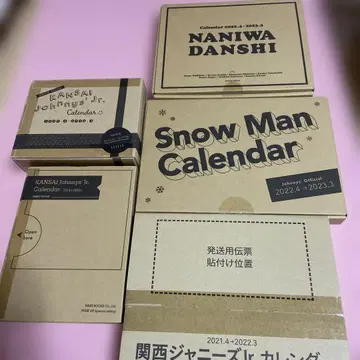 Calendar 2022.4→2023.3
NANIWA
DANSHI
KANSAI
Johnnys' Jr.
Calendar
Snow Man
Calendar
Johnnys' Official
2022.4→2023.3
KANSAI Johnnys' Jr.
Calendar
Open
here
発送用伝票
貼付け位置
2021.4→2022.3
関西ジャニーズJr.カレンダ